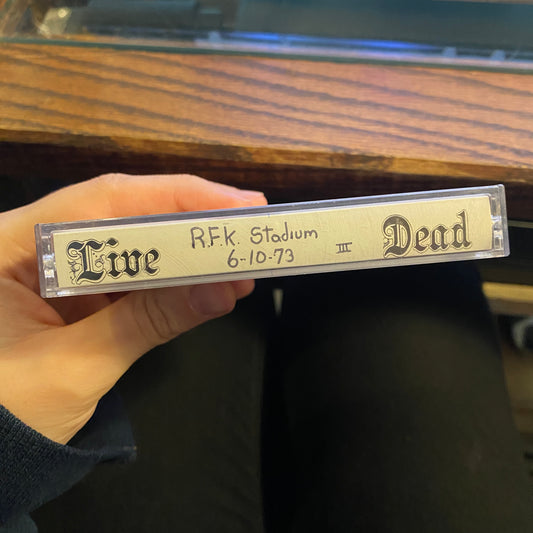 Live
R.F.K. Stadium
6-10-73 III
Dead